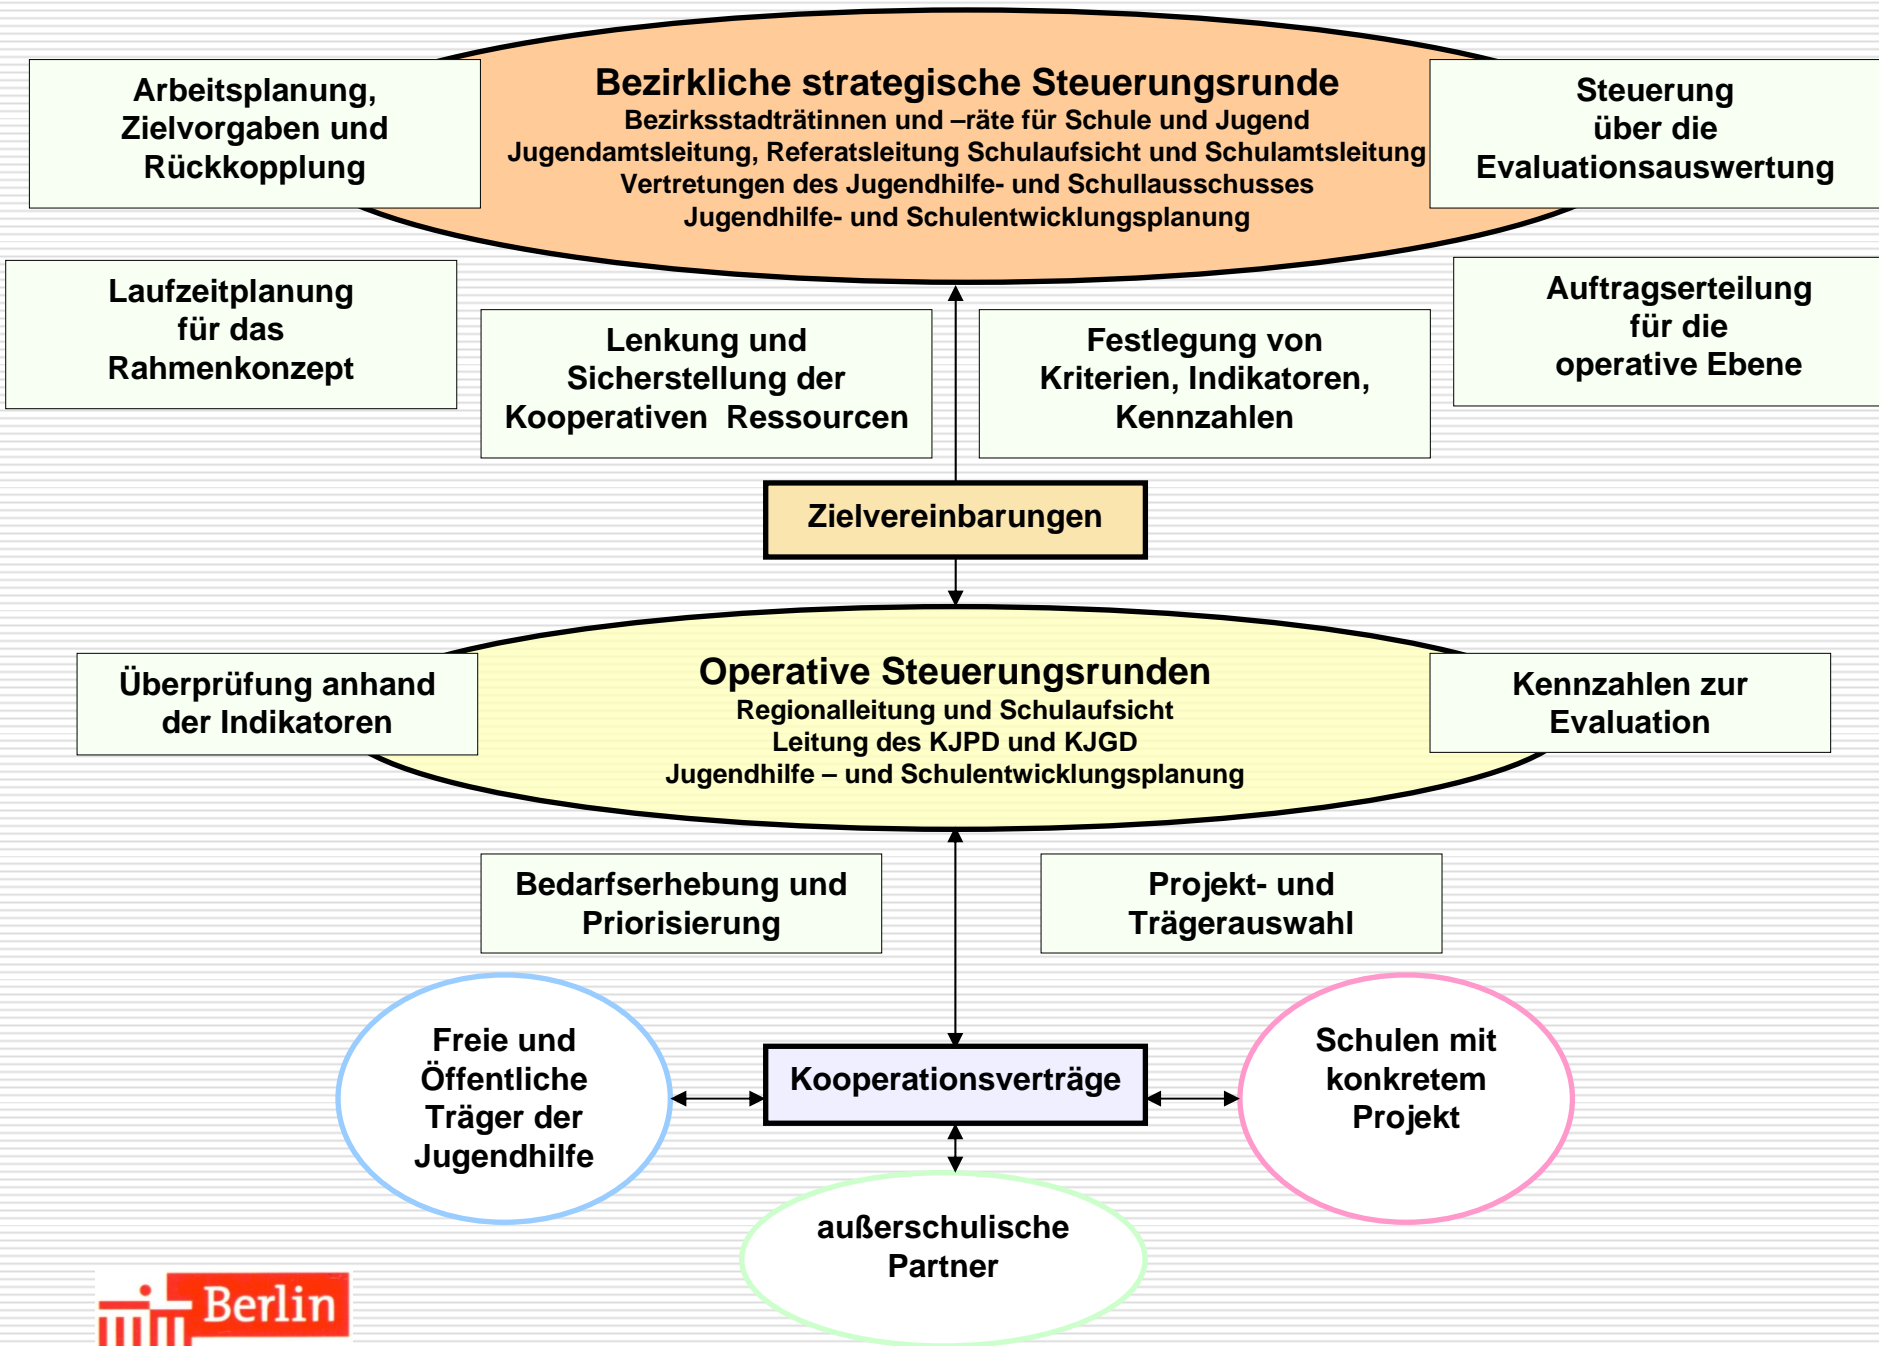 Arbeitsplanung,
Zielvorgaben und
Rückkopplung
Bezirkliche strategische Steuerungsrunde
Bezirksstadträtinnen und –räte für Schule und Jugend
Jugendamtsleitung, Referatsleitung Schulaufsicht und Schulamtsleitung
Vertretungen des Jugendhilfe- und Schullausschusses
Jugendhilfe- und Schulentwicklungsplanung
Steuerung
über die
Evaluationsauswertung
Laufzeitplanung
für das
Rahmenkonzept
Lenkung und
Sicherstellung der
Kooperativen Ressourcen
Festlegung von
Kriterien, Indikatoren,
Kennzahlen
Auftragserteilung
für die
operative Ebene
Zielvereinbarungen
Überprüfung anhand
der Indikatoren
Operative Steuerungsrunden
Regionalleitung und Schulaufsicht
Leitung des KJPD und KJGD
Jugendhilfe – und Schulentwicklungsplanung
Kennzahlen zur
Evaluation
Bedarfserhebung und
Priorisierung
Projekt- und
Trägerauswahl
Freie und
Öffentliche
Träger der
Jugendhilfe
Kooperationsverträge
Schulen mit
konkretem
Projekt
außerschulische
Partner
Berlin